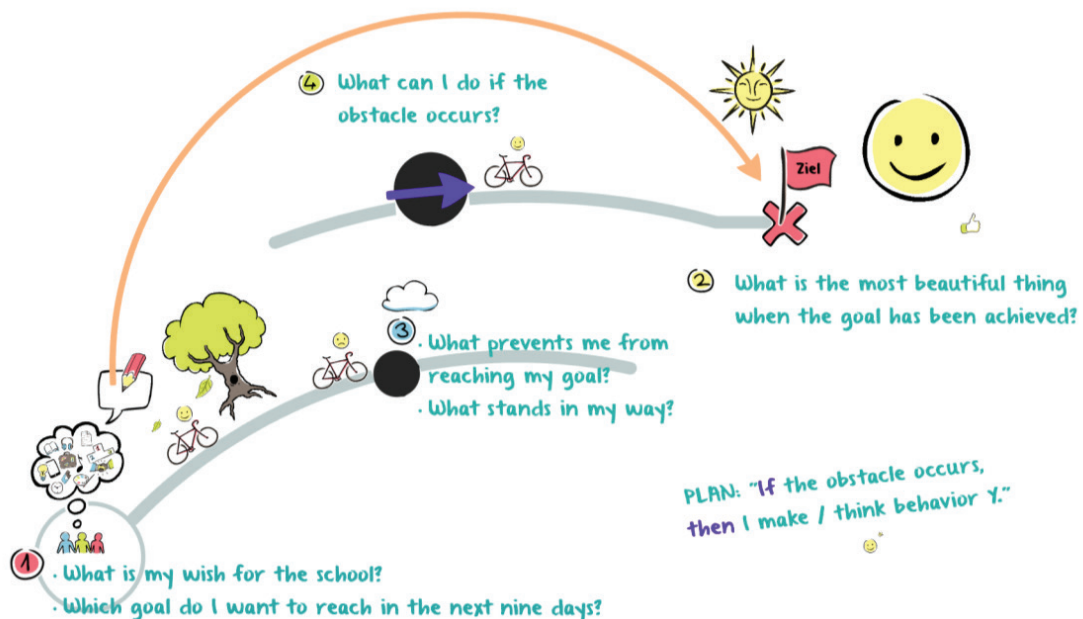 ④ What can I do if the
obstacle occurs?
Ziel
② What is the most beautiful thing
when the goal has been achieved?
③
· What prevents me from
reaching my goal?
· What stands in my way?
PLAN: "If the obstacle occurs,
then I make / think behavior Y."
①
· What is my wish for the school?
· Which goal do I want to reach in the next nine days?